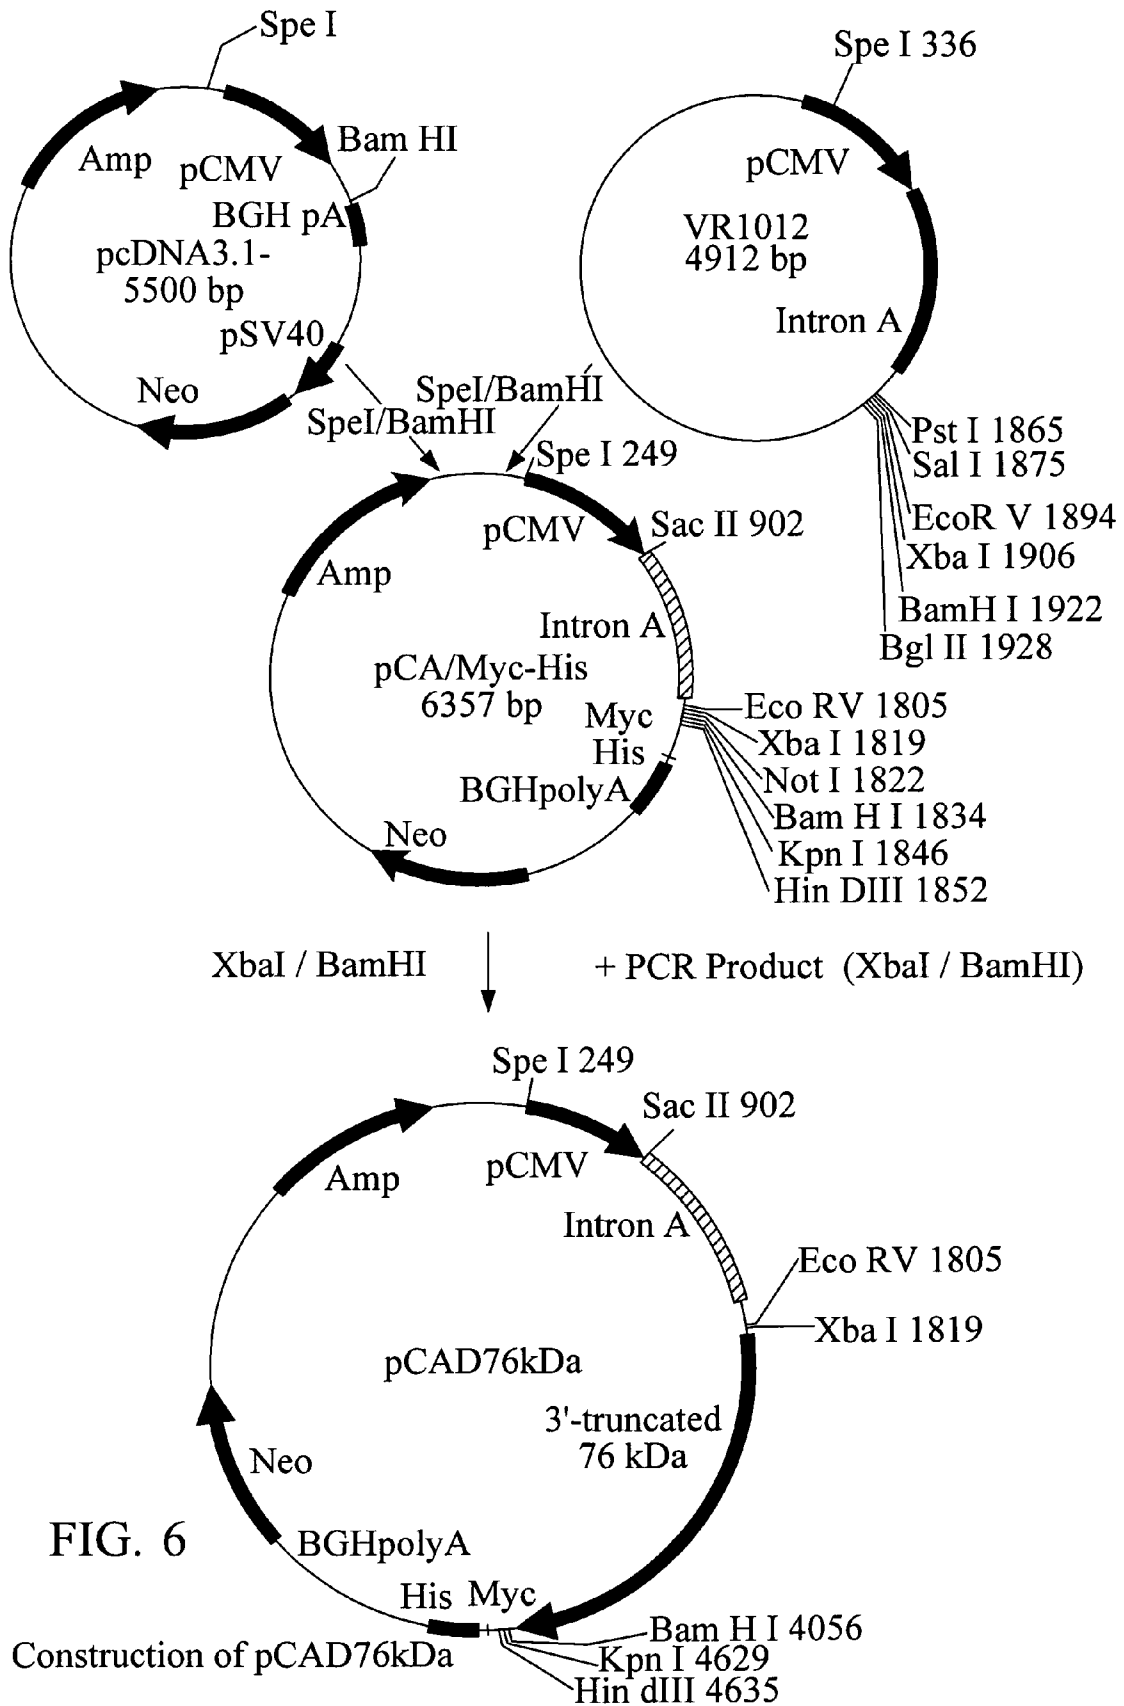 Spe I
Amp
pCMV
Bam HI
BGH pA
pcDNA3.1-
5500 bp
pSV40
Neo
Spe I 336
pCMV
VR1012
4912 bp
Intron A
Pst I 1865
Sal I 1875
EcoR V 1894
Xba I 1906
BamH I 1922
Bgl II 1928
SpeI/BamHI
SpeI/BamHI
Spe I 249
pCMV
Sac II 902
Amp
Intron A
pCA/Myc-His
6357 bp
Myc
His
BGHpolyA
Neo
Eco RV 1805
Xba I 1819
Not I 1822
Bam H I 1834
Kpn I 1846
Hin DIII 1852
XbaI / BamHI
+ PCR Product (XbaI / BamHI)
Spe I 249
Sac II 902
Amp
pCMV
Intron A
Eco RV 1805
Xba I 1819
pCAD76kDa
3'-truncated
76 kDa
Neo
BGHpolyA
His Myc
Bam H I 4056
Kpn I 4629
Hin dIII 4635
FIG. 6
Construction of pCAD76kDa